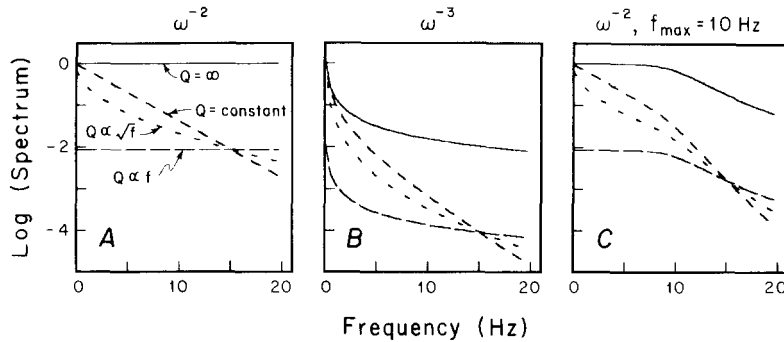 ω⁻²
ω⁻³
ω⁻², f max = 10 Hz
Log (Spectrum)
0
-2
-4
Q = ∞
Q = constant
Q ∝ √f
Q ∝ f
A
B
C
0 10 20
0 10 20
0 10 20
Frequency (Hz)